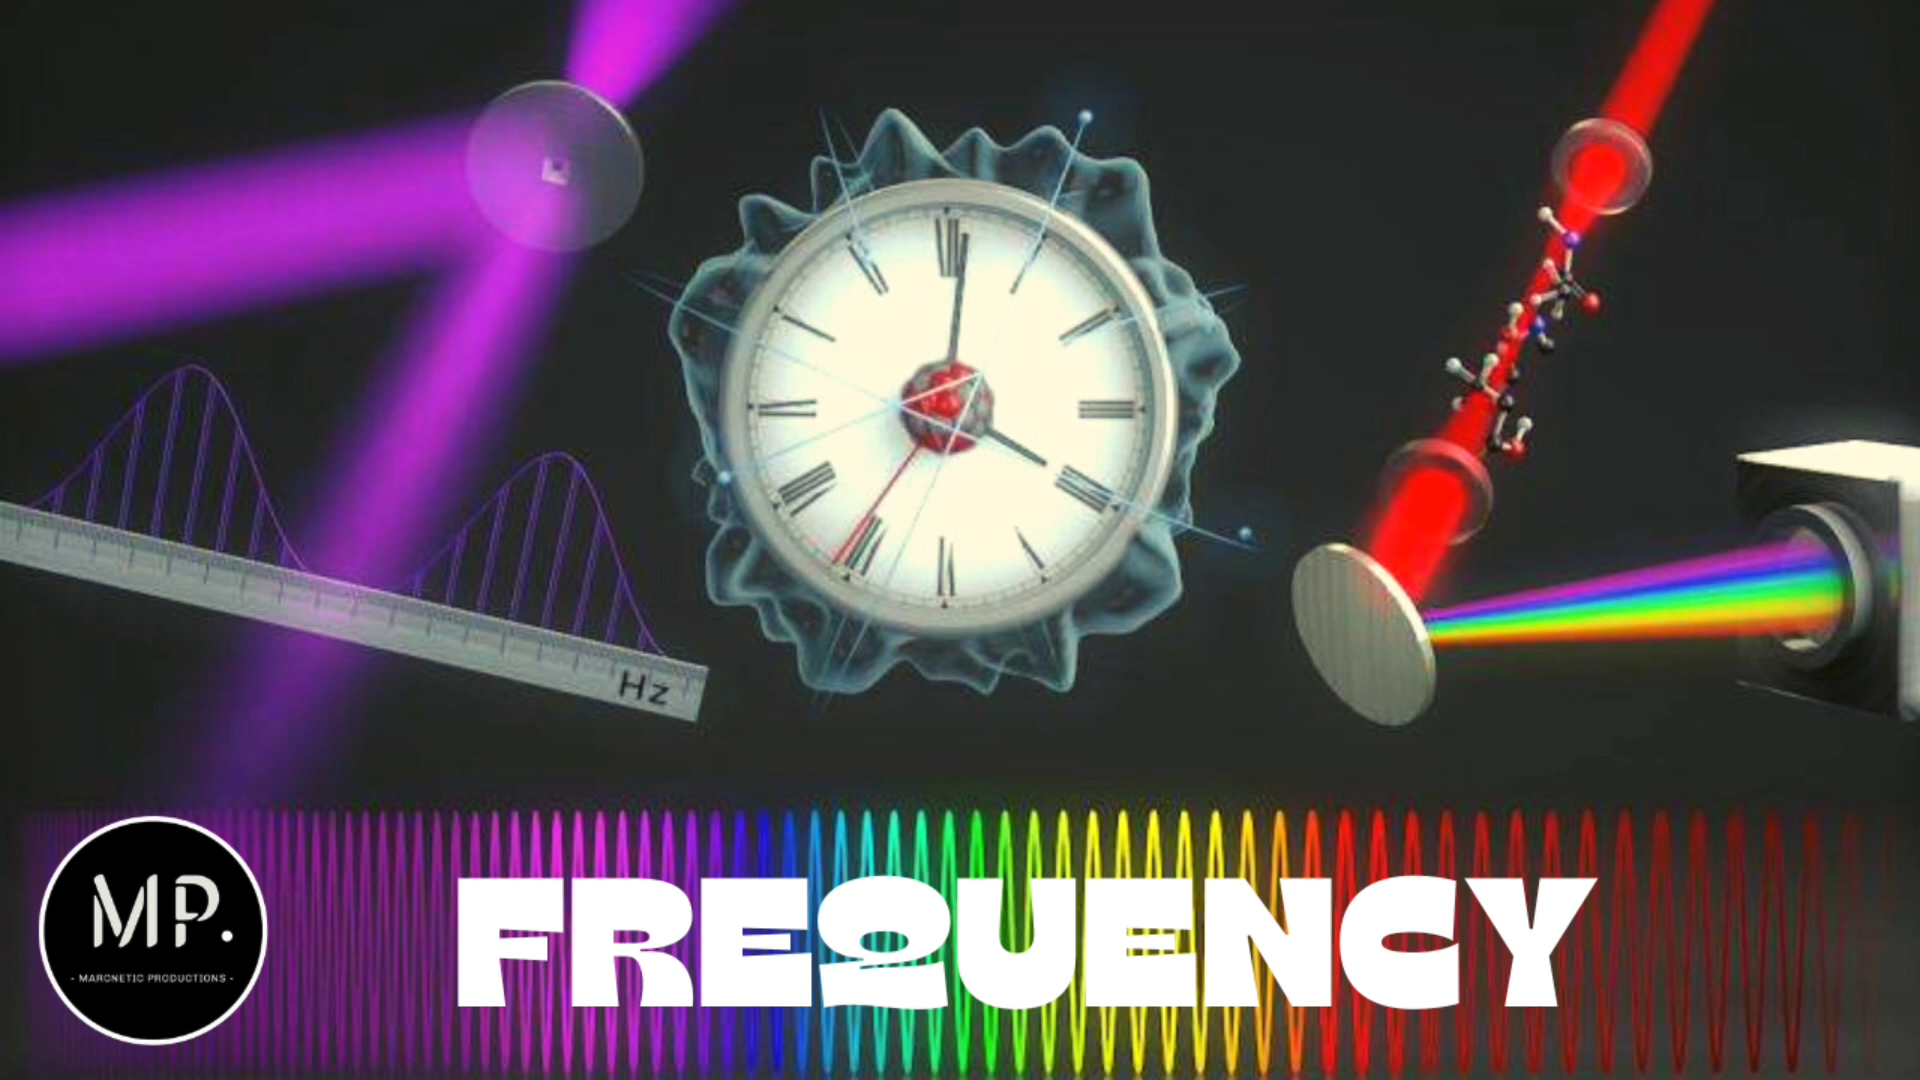 Hz
MP.
- MARCNETIC PRODUCTIONS -
FREQUENCY